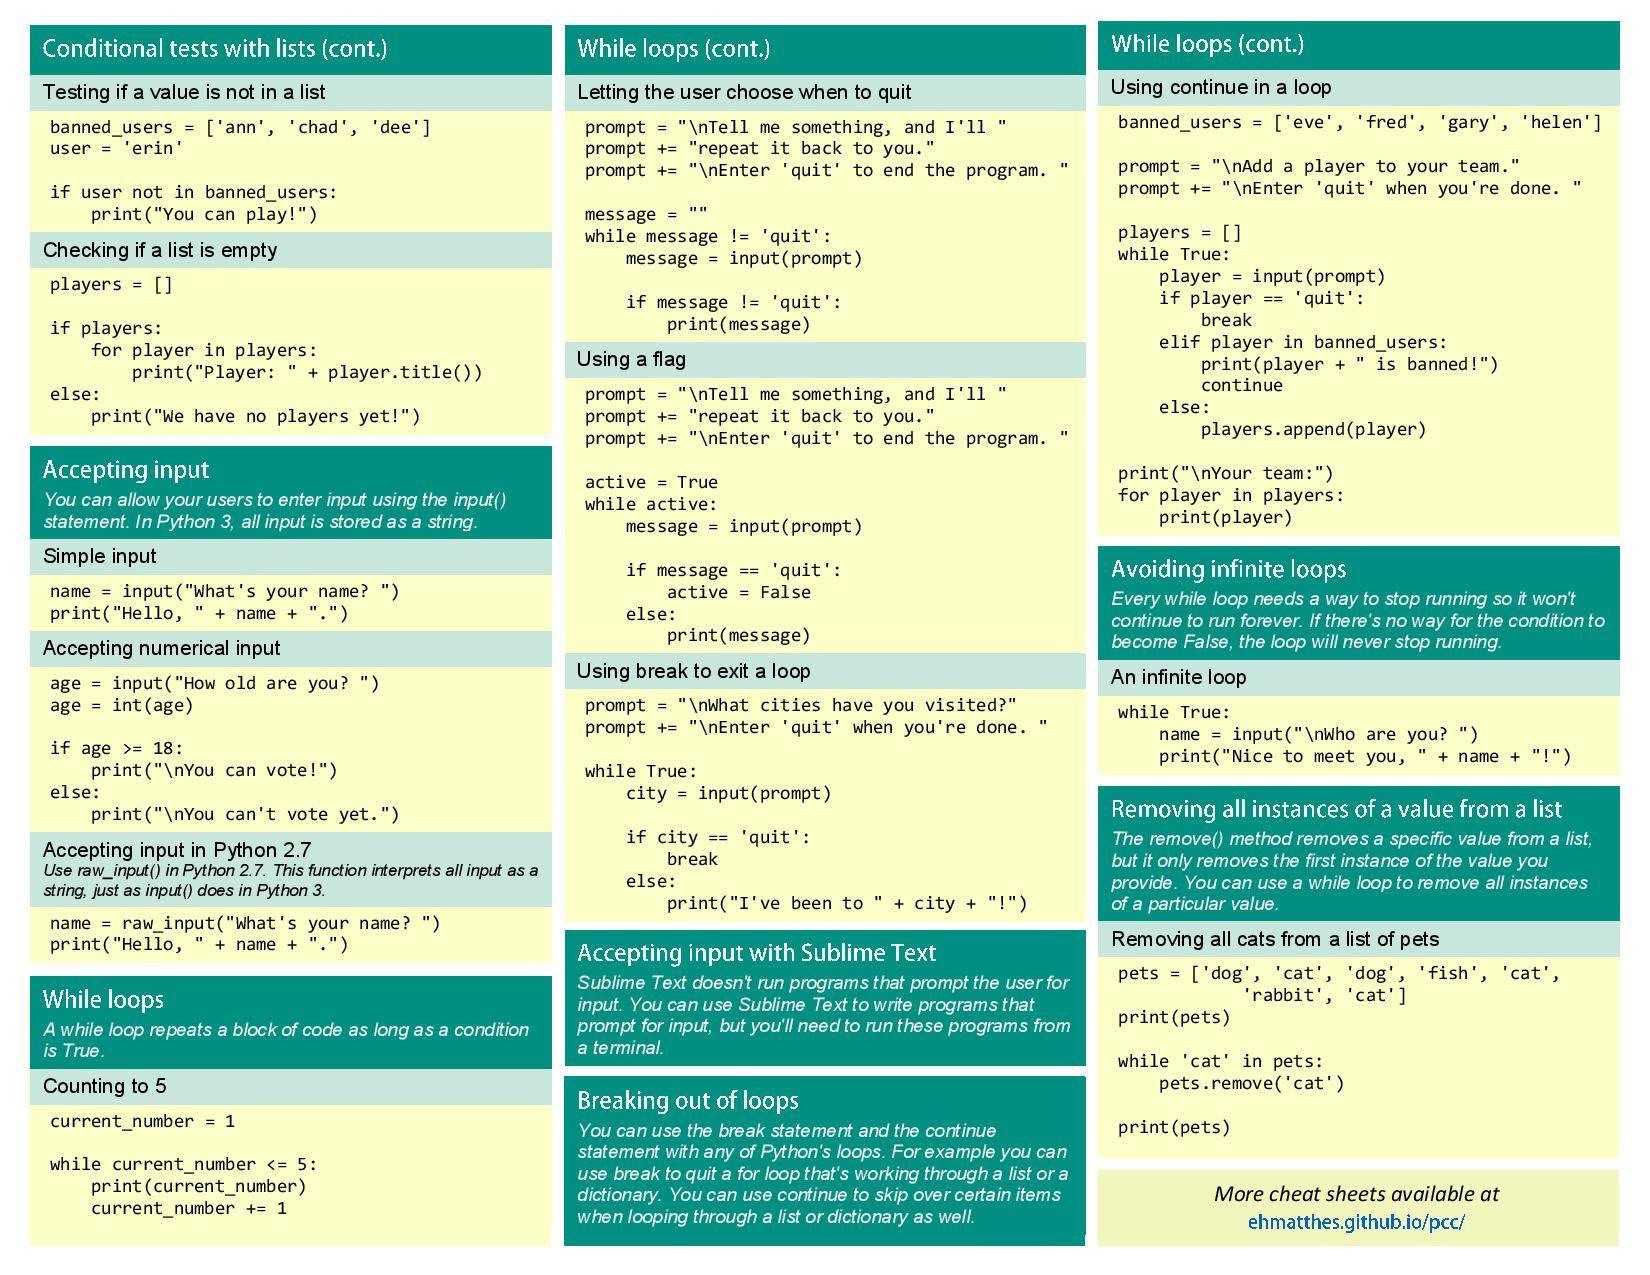 Conditional tests with lists (cont.)
Testing if a value is not in a list
banned_users = ['ann', 'chad', 'dee']
user = 'erin'
if user not in banned_users:
    print("You can play!")
Checking if a list is empty
players = []
if players:
    for player in players:
        print("Player: " + player.title())
else:
    print("We have no players yet!")
Accepting input
You can allow your users to enter input using the input()
statement. In Python 3, all input is stored as a string.
Simple input
name = input("What's your name? ")
print("Hello, " + name + ".")
Accepting numerical input
age = input("How old are you? ")
age = int(age)
if age >= 18:
    print("\nYou can vote!")
else:
    print("\nYou can't vote yet.")
Accepting input in Python 2.7
Use raw_input() in Python 2.7. This function interprets all input as a
string, just as input() does in Python 3.
name = raw_input("What's your name? ")
print("Hello, " + name + ".")
While loops
A while loop repeats a block of code as long as a condition
is True.
Counting to 5
current_number = 1
while current_number <= 5:
    print(current_number)
    current_number += 1
While loops (cont.)
Letting the user choose when to quit
prompt = "\nTell me something, and I'll "
prompt += "repeat it back to you."
prompt += "\nEnter 'quit' to end the program. "
message = ""
while message != 'quit':
    message = input(prompt)
    if message != 'quit':
        print(message)
Using a flag
prompt = "\nTell me something, and I'll "
prompt += "repeat it back to you."
prompt += "\nEnter 'quit' to end the program. "
active = True
while active:
    message = input(prompt)
    if message == 'quit':
        active = False
    else:
        print(message)
Using break to exit a loop
prompt = "\nWhat cities have you visited?"
prompt += "\nEnter 'quit' when you're done. "
while True:
    city = input(prompt)
    if city == 'quit':
        break
    else:
        print("I've been to " + city + "!")
Accepting input with Sublime Text
Sublime Text doesn't run programs that prompt the user for
input. You can use Sublime Text to write programs that
prompt for input, but you'll need to run these programs from
a terminal.
Breaking out of loops
You can use the break statement and the continue
statement with any of Python's loops. For example you can
use break to quit a for loop that's working through a list or a
dictionary. You can use continue to skip over certain items
when looping through a list or dictionary as well.
While loops (cont.)
Using continue in a loop
banned_users = ['eve', 'fred', 'gary', 'helen']
prompt = "\nAdd a player to your team."
prompt += "\nEnter 'quit' when you're done. "
players = []
while True:
    player = input(prompt)
    if player == 'quit':
        break
    elif player in banned_users:
        print(player + " is banned!")
        continue
    else:
        players.append(player)
print("\nYour team:")
for player in players:
    print(player)
Avoiding infinite loops
Every while loop needs a way to stop running so it won't
continue to run forever. If there's no way for the condition to
become False, the loop will never stop running.
An infinite loop
while True:
    name = input("\nWho are you? ")
    print("Nice to meet you, " + name + "!")
Removing all instances of a value from a list
The remove() method removes a specific value from a list,
but it only removes the first instance of the value you
provide. You can use a while loop to remove all instances
of a particular value.
Removing all cats from a list of pets
pets = ['dog', 'cat', 'dog', 'fish', 'cat',
            'rabbit', 'cat']
print(pets)
while 'cat' in pets:
    pets.remove('cat')
print(pets)
More cheat sheets available at
ehmatthes.github.io/pcc/